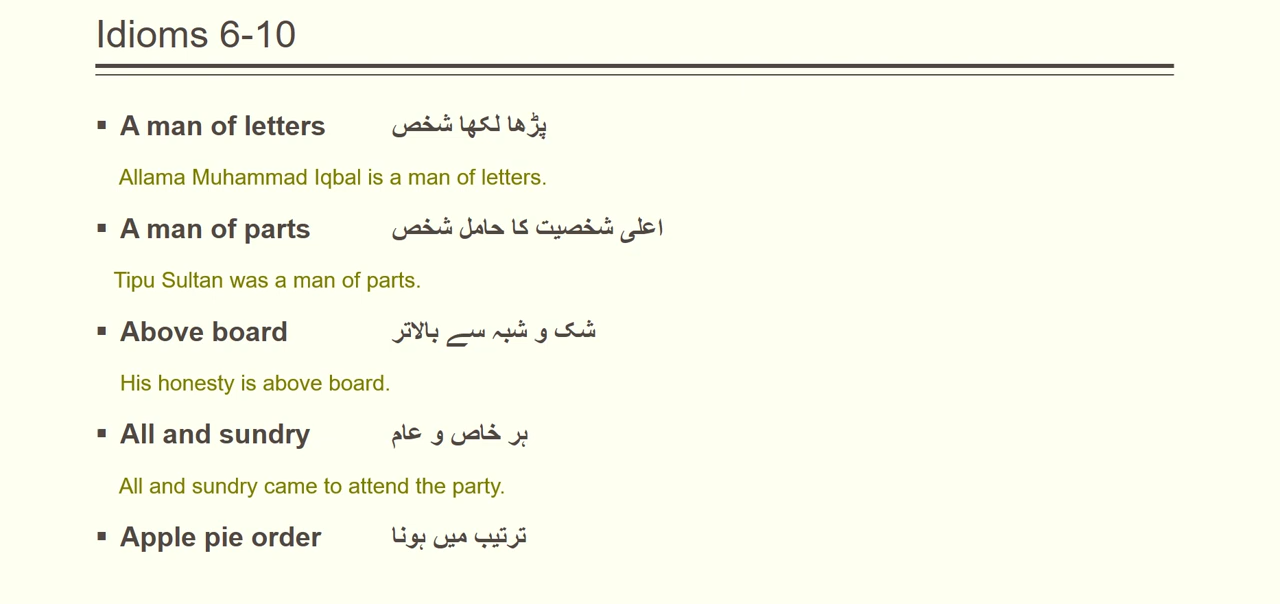 Idioms 6-10
▪ A man of letters پڑھا لکھا شخص
Allama Muhammad Iqbal is a man of letters.
▪ A man of parts اعلی شخصیت کا حامل شخص
Tipu Sultan was a man of parts.
▪ Above board شک و شبہ سے بالاتر
His honesty is above board.
▪ All and sundry ہر خاص و عام
All and sundry came to attend the party.
▪ Apple pie order ترتیب میں ہونا